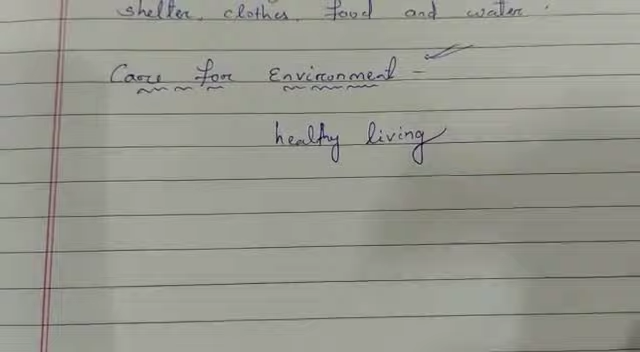 shelter, clothes, food and water.
Care for Environment -
healthy living